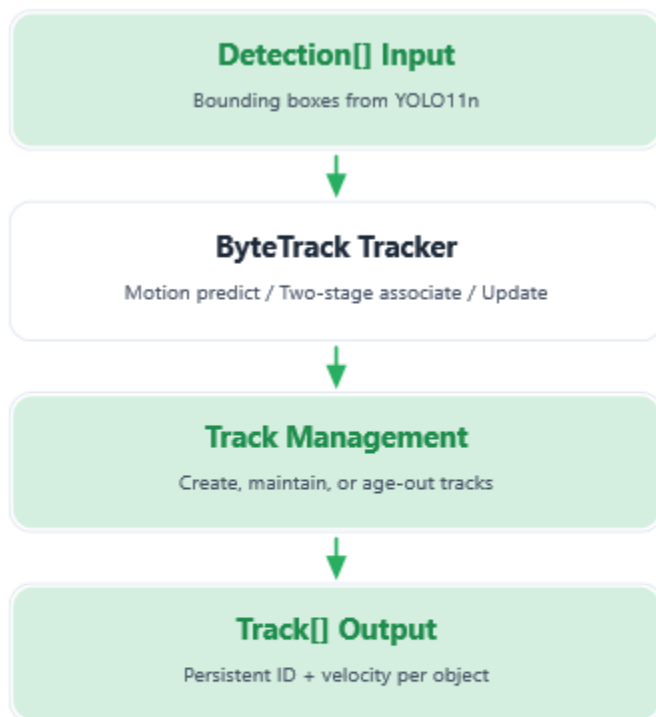 Detection[] Input
Bounding boxes from YOLO11n
ByteTrack Tracker
Motion predict / Two-stage associate / Update
Track Management
Create, maintain, or age-out tracks
Track[] Output
Persistent ID + velocity per object